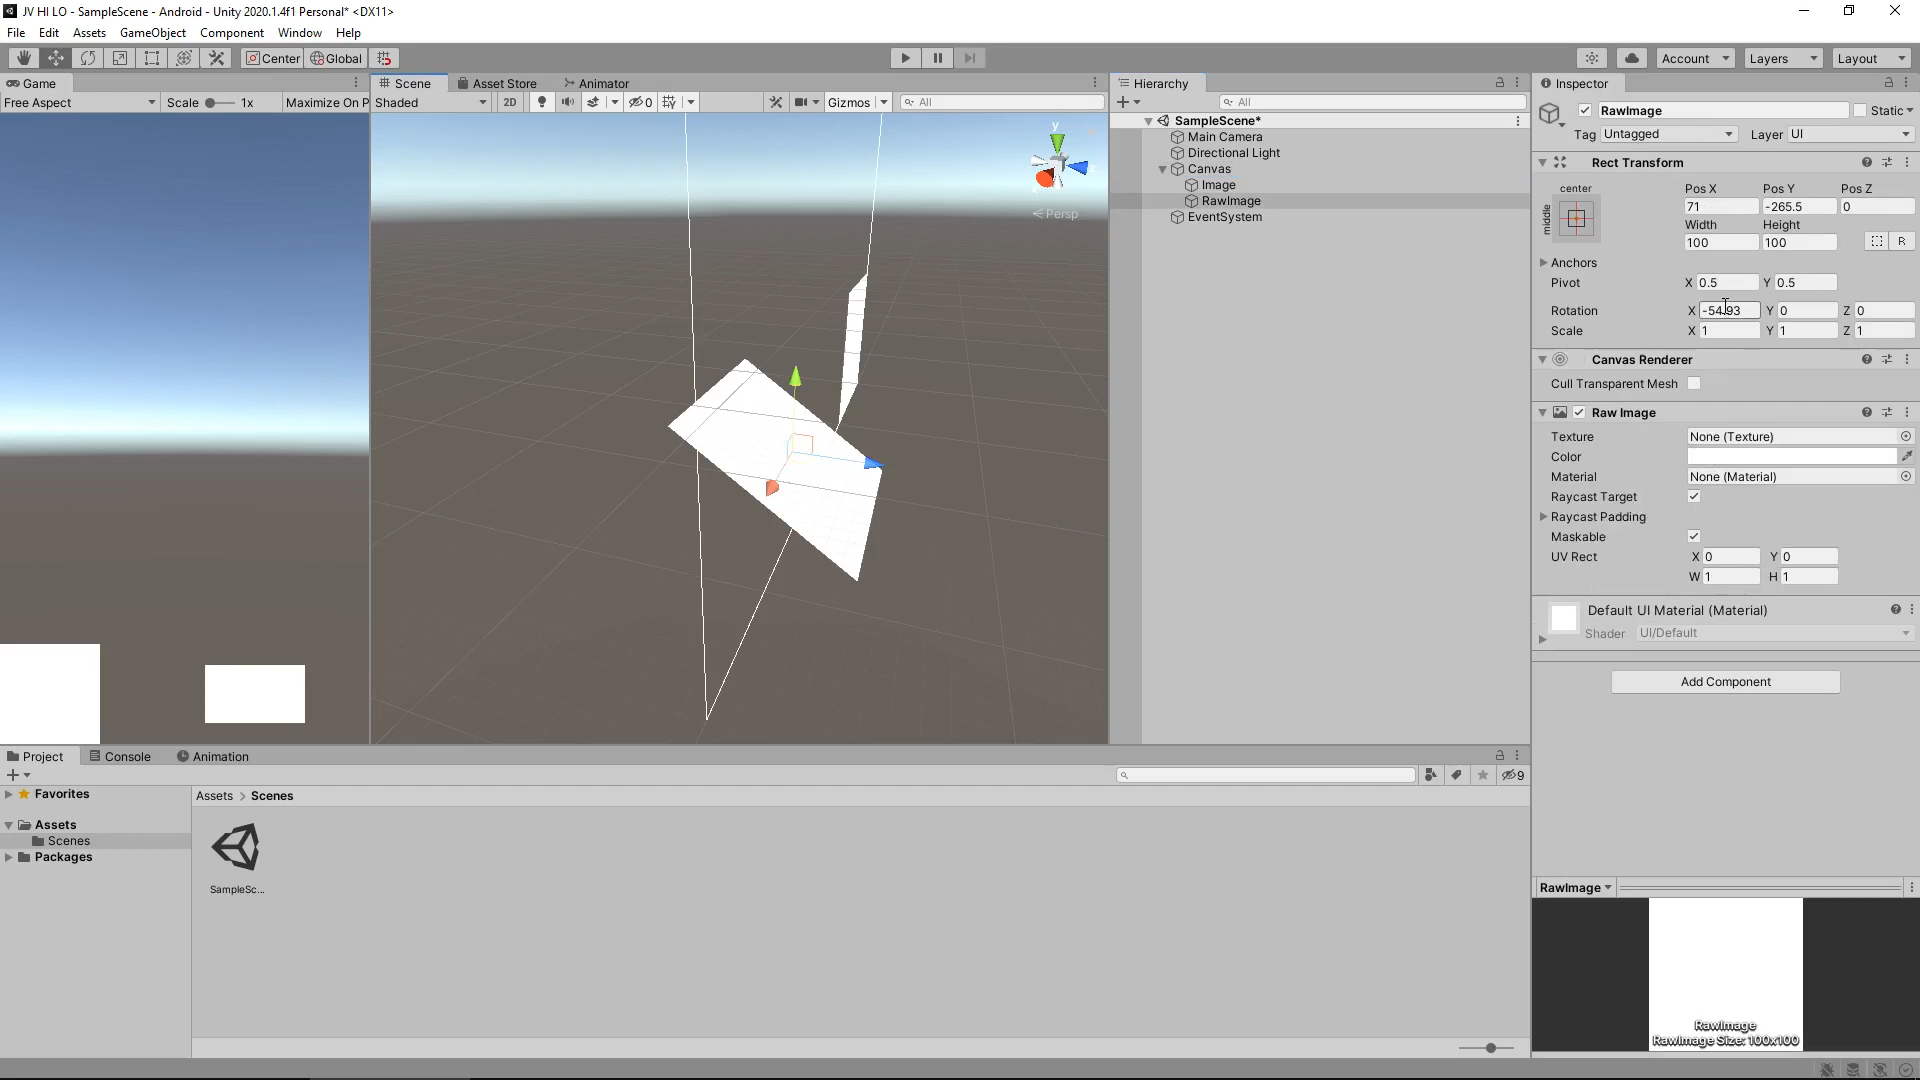 JV HI LO - SampleScene - Android - Unity 2020.1.4f1 Personal* <DX11>
File Edit Assets GameObject Component Window Help
Center Global Account Layers Layout
Game Scene Asset Store Animator Hierarchy Inspector
Free Aspect Scale 1x Maximize On P Shaded 2D 0 Gizmos All All
RawImage Static
Tag Untagged Layer UI
SampleScene*
Main Camera
Directional Light
Canvas
Image
RawImage
EventSystem
y
Persp
Rect Transform
center
middle
Pos X Pos Y Pos Z
71 -265.5 0
Width Height
100 100 R
Anchors
Pivot X 0.5 Y 0.5
Rotation X -54.93 Y 0 Z 0
Scale X 1 Y 1 Z 1
Canvas Renderer
Cull Transparent Mesh
Raw Image
Texture None (Texture)
Color
Material None (Material)
Raycast Target
Raycast Padding
Maskable
UV Rect X 0 Y 0
W 1 H 1
Default UI Material (Material)
Shader UI/Default
Add Component
Project Console Animation
9
Favorites
Assets
Scenes
Packages
Assets > Scenes
SampleSc...
RawImage
RawImage
RawImage Size: 100x100